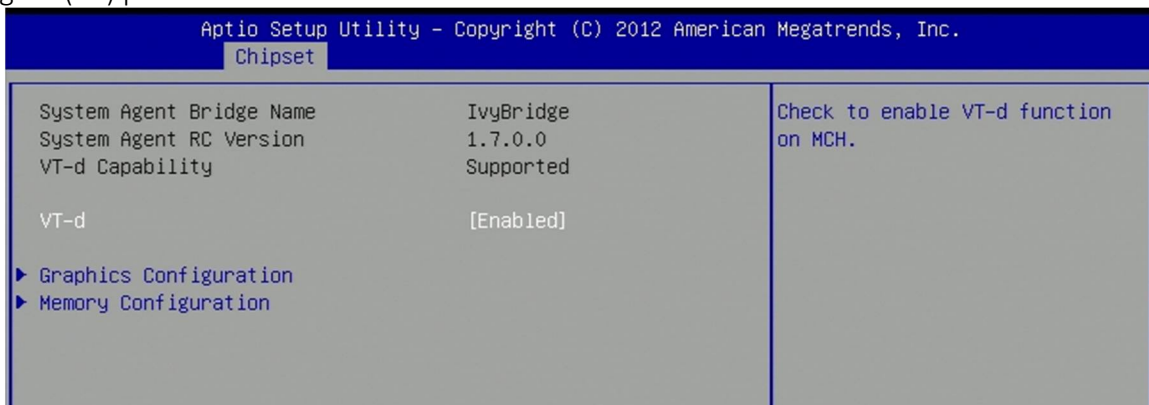 Aptio Setup Utility – Copyright (C) 2012 American Megatrends, Inc.
Chipset
System Agent Bridge Name IvyBridge
System Agent RC Version 1.7.0.0
VT-d Capability Supported
VT-d [Enabled]
▶ Graphics Configuration
▶ Memory Configuration
Check to enable VT-d function
on MCH.